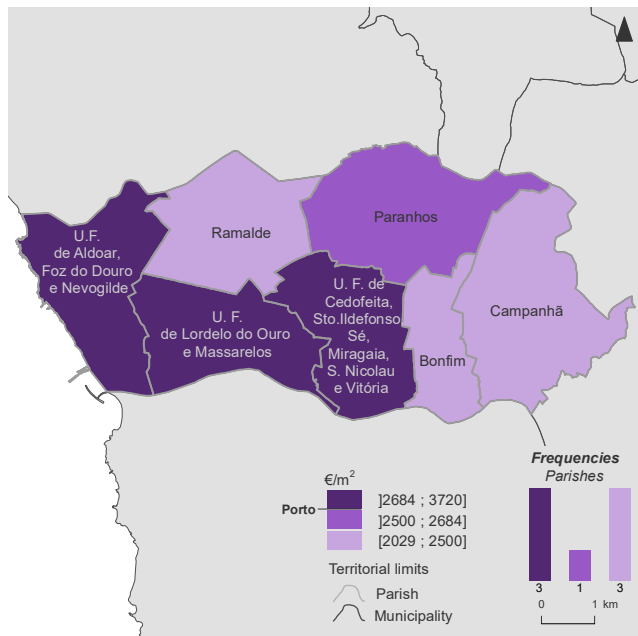 Paranhos
Ramalde
U.F.
de Aldoar,
Foz do Douro
e Nevogilde
U. F. de
Cedofeita,
Sto.Ildefonso,
Sé,
Miragaia,
S. Nicolau
e Vitória
Campanhã
U. F.
de Lordelo do Ouro
e Massarelos
Bonfim
Frequencies
Parishes
€/m²
]2684 ; 3720]
Porto
]2500 ; 2684]
[2029 ; 2500]
Territorial limits
Parish
Municipality
3 1 3
0 1 km